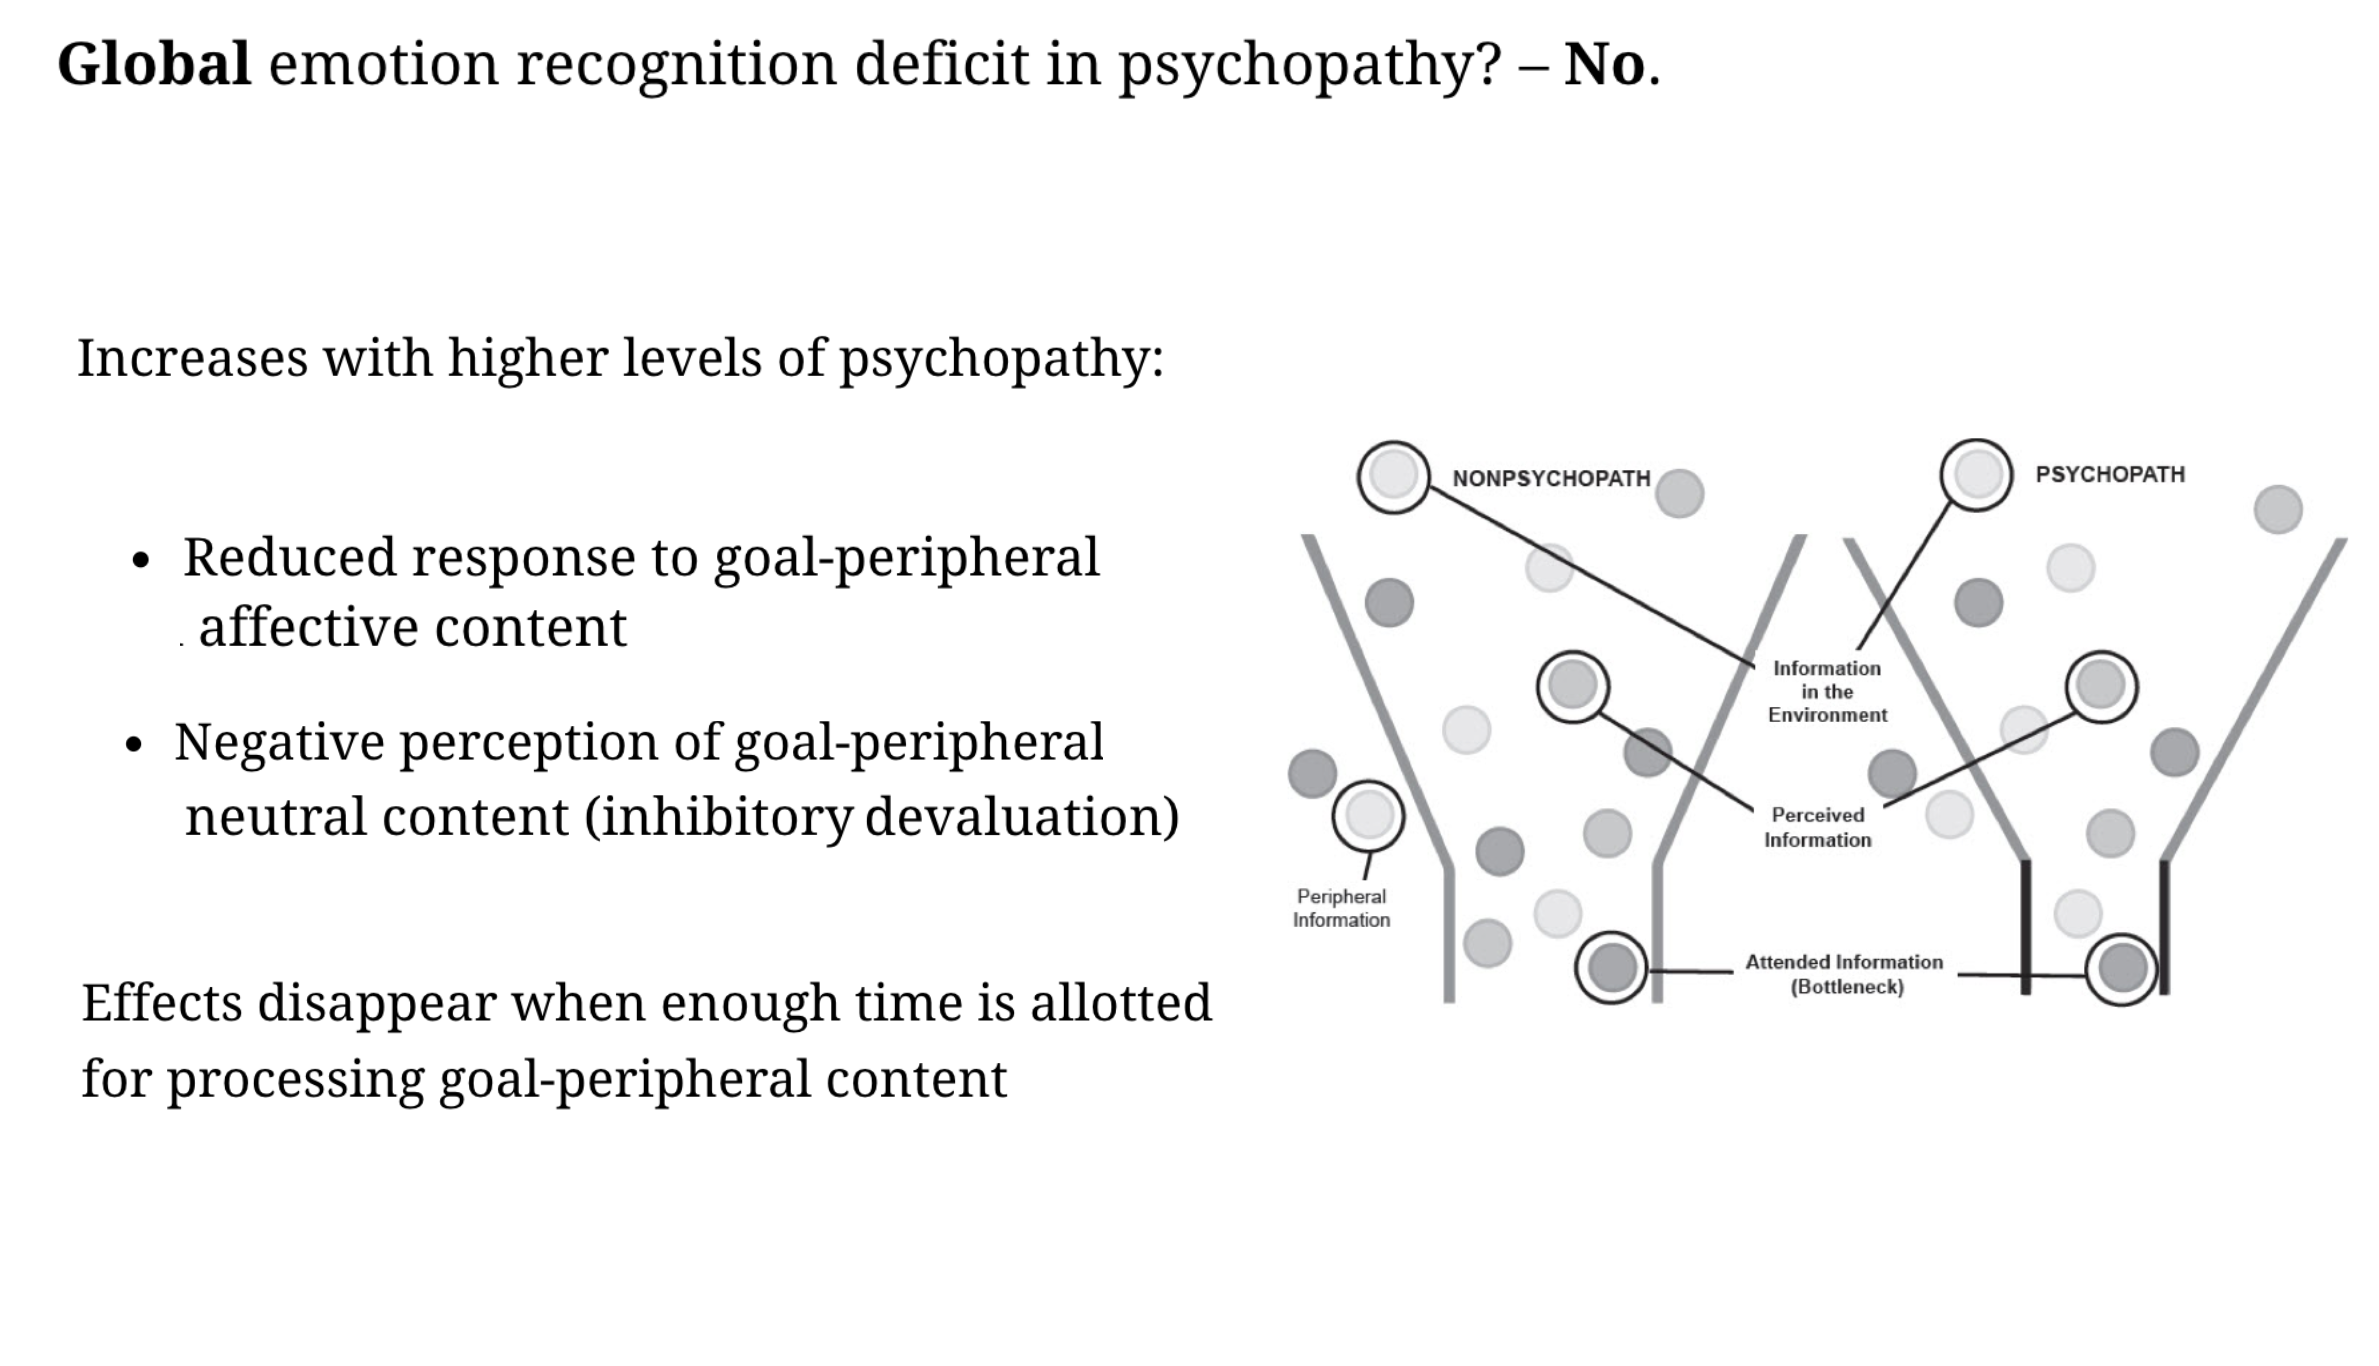 Global emotion recognition deficit in psychopathy? – No.
Increases with higher levels of psychopathy:
• Reduced response to goal-peripheral
. affective content
• Negative perception of goal-peripheral
neutral content (inhibitory devaluation)
Effects disappear when enough time is allotted
for processing goal-peripheral content
NONPSYCHOPATH
PSYCHOPATH
Information
in the
Environment
Perceived
Information
Peripheral
Information
Attended Information
(Bottleneck)